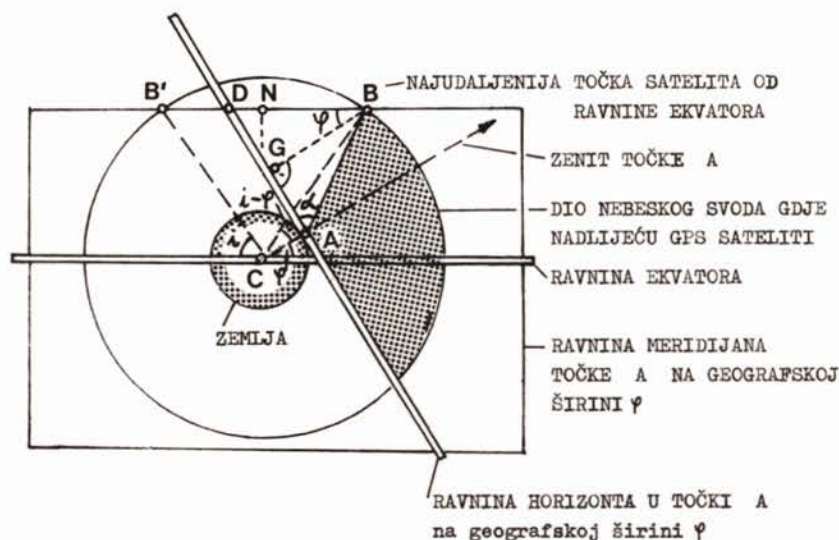 B'
D
N
B
NAJUDALJENIJA TOČKA SATELITA OD
RAVNINE EKVATORA
φ
G
ZENIT TOČKE A
i-φ
α
DIO NEBESKOG SVODA GDJE
NADLIJEĆU GPS SATELITI
i
A
C
φ
RAVNINA EKVATORA
ZEMLJA
RAVNINA MERIDIJANA
TOČKE A NA GEOGRAFSKOJ
ŠIRINI φ
RAVNINA HORIZONTA U TOČKI A
na geografskoj širini φ